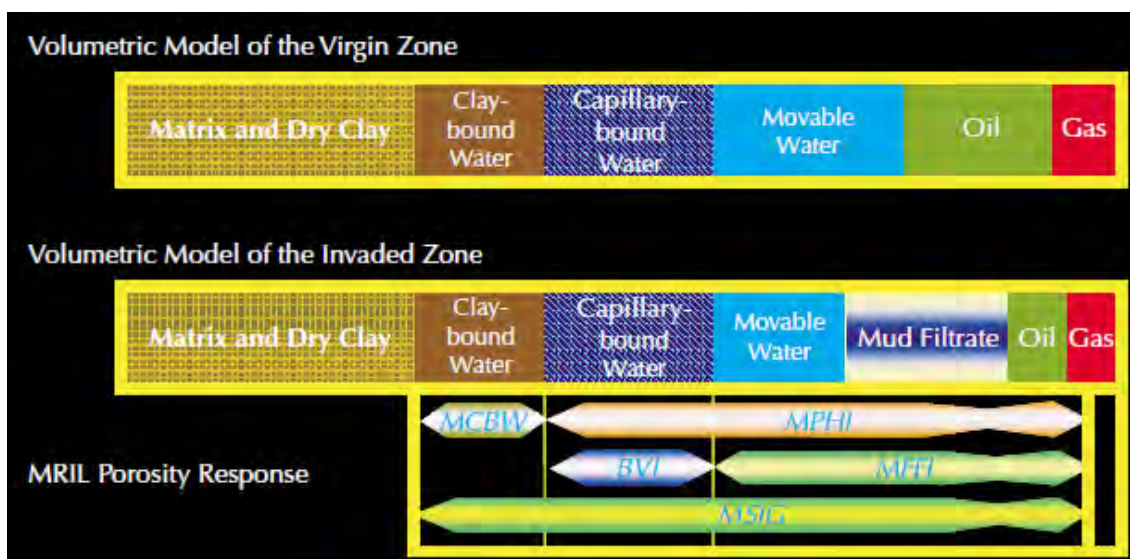 Volumetric Model of the Virgin Zone
Matrix and Dry Clay
Clay-
bound
Water
Capillary-
bound
Water
Movable
Water
Oil
Gas
Volumetric Model of the Invaded Zone
Matrix and Dry Clay
Clay-
bound
Water
Capillary-
bound
Water
Movable
Water
Mud Filtrate
Oil
Gas
MCBW
MPHI
MRIL Porosity Response
BVI
MFFI
MSIG